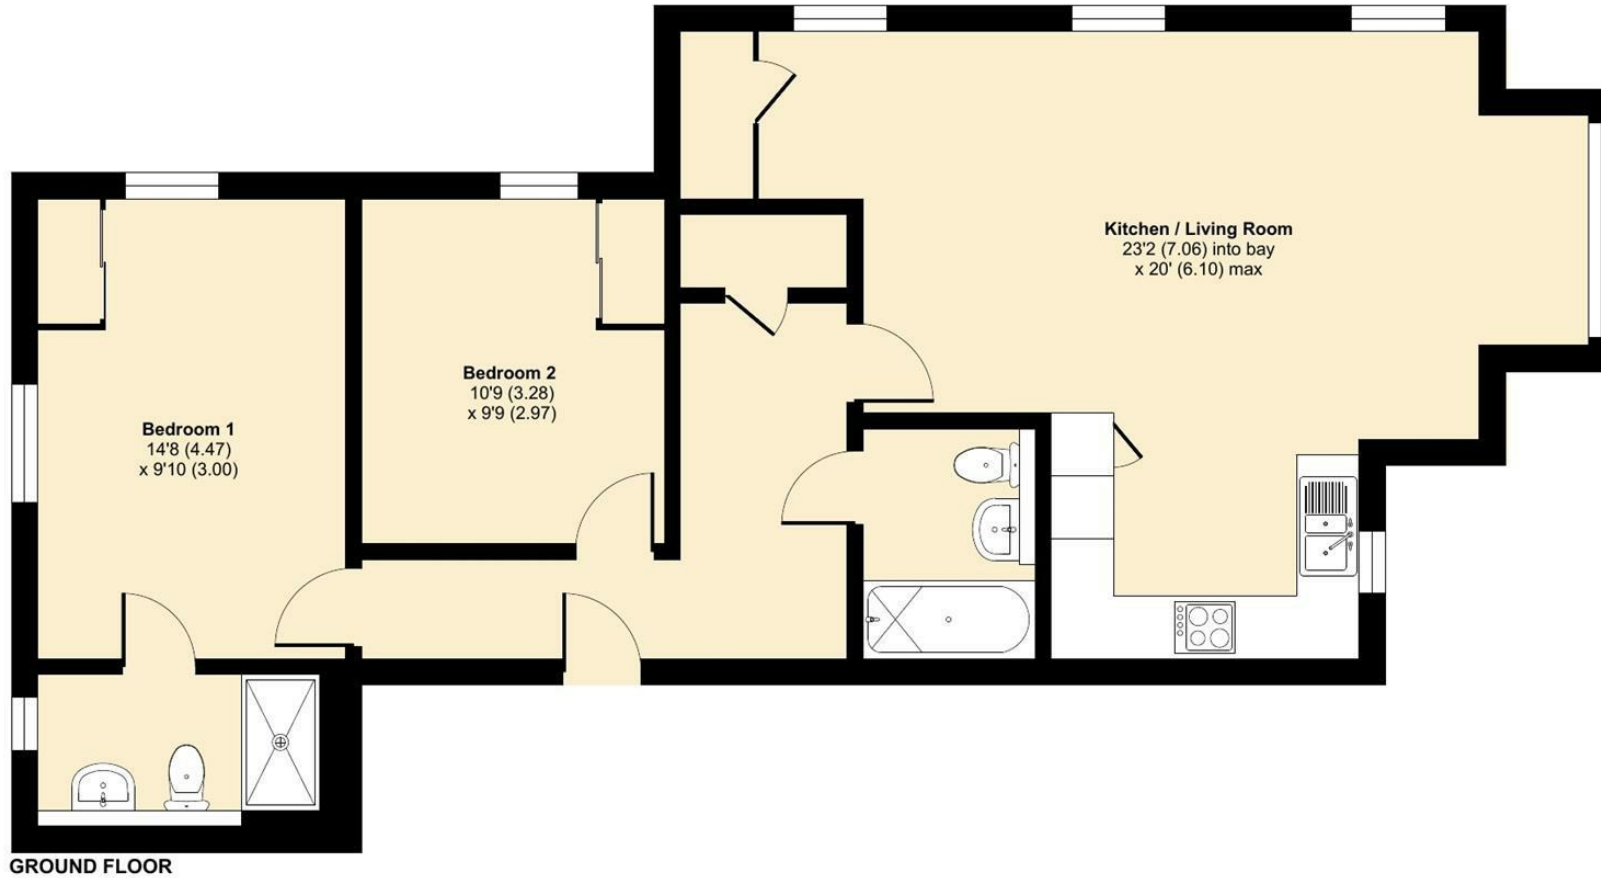 Kitchen / Living Room
23'2 (7.06) into bay
x 20' (6.10) max
Bedroom 2
10'9 (3.28)
x 9'9 (2.97)
Bedroom 1
14'8 (4.47)
x 9'10 (3.00)
GROUND FLOOR